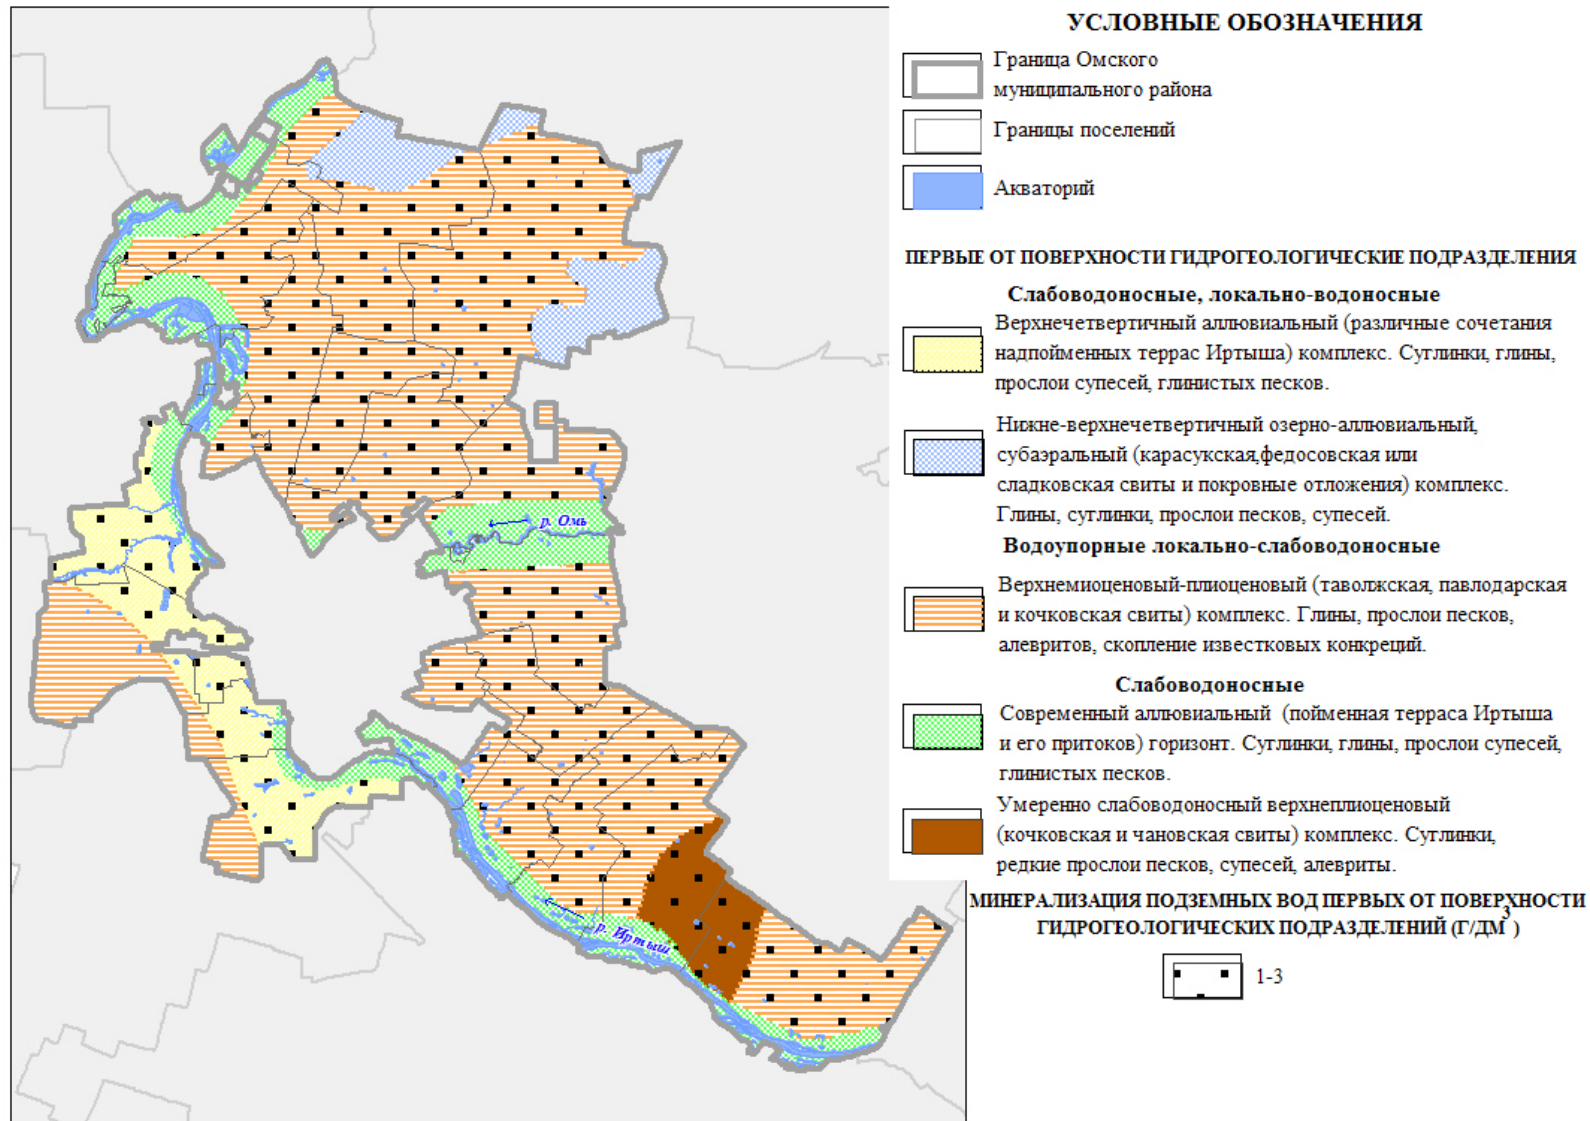 УСЛОВНЫЕ ОБОЗНАЧЕНИЯ
Граница Омского
муниципального района
Границы поселений
Акваторий
ПЕРВЫЕ ОТ ПОВЕРХНОСТИ ГИДРОГЕОЛОГИЧЕСКИЕ ПОДРАЗДЕЛЕНИЯ
Слабоводоносные, локально-водоносные
Верхнечетвертичный аллювиальный (различные сочетания
надпойменных террас Иртыша) комплекс. Суглинки, глины,
прослои супесей, глинистых песков.
Нижне-верхнечетвертичный озерно-аллювиальный,
субаэральный (карасукская,федосовская или
сладковская свиты и покровные отложения) комплекс.
Глины, суглинки, прослои песков, супесей.
Водоупорные локально-слабоводоносные
Верхнемиоценовый-плиоценовый (таволжская, павлодарская
и кочковская свиты) комплекс. Глины, прослои песков,
алевритов, скопление известковых конкреций.
Слабоводоносные
Современный аллювиальный (пойменная терраса Иртыша
и его притоков) горизонт. Суглинки, глины, прослои супесей,
глинистых песков.
Умеренно слабоводоносный верхнеплиоценовый
(кочковская и чановская свиты) комплекс. Суглинки,
редкие прослои песков, супесей, алевриты.
МИНЕРАЛИЗАЦИЯ ПОДЗЕМНЫХ ВОД ПЕРВЫХ ОТ ПОВЕРХНОСТИ
ГИДРОГЕОЛОГИЧЕСКИХ ПОДРАЗДЕЛЕНИЙ (Г/ДМ³)
1-3
р. Омь
р. Иртыш